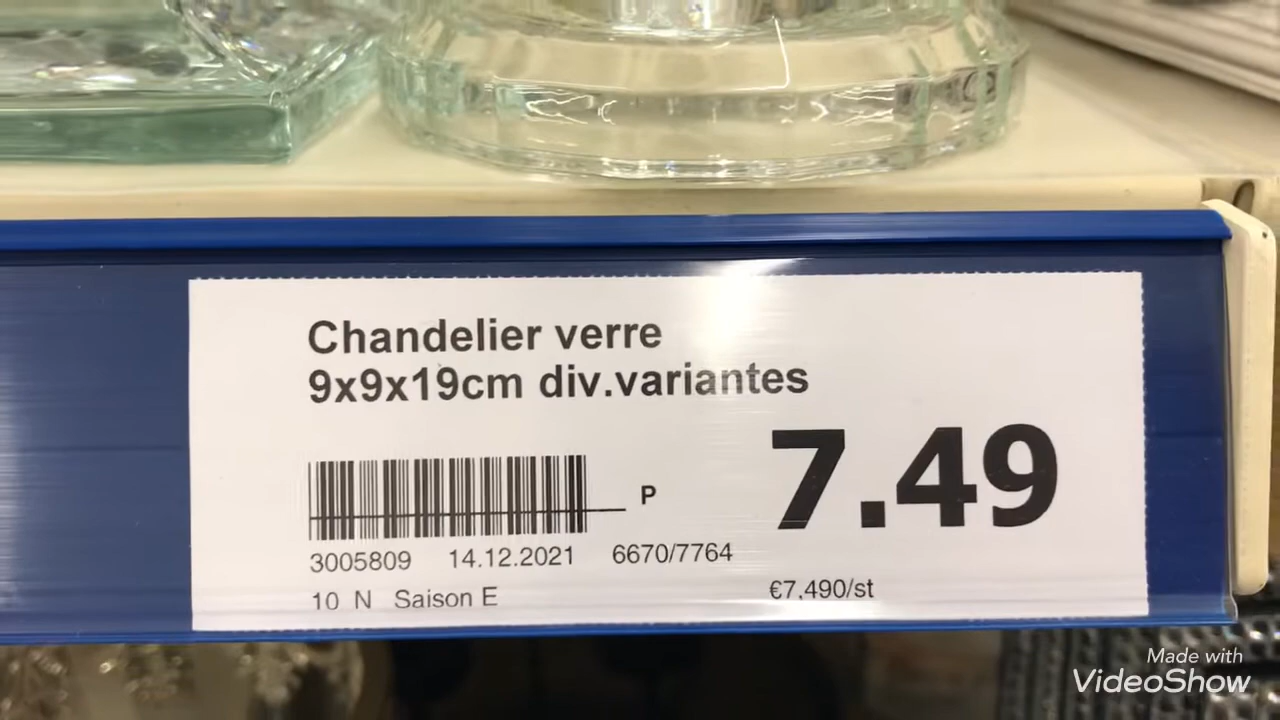 Chandelier verre
9x9x19cm div.variantes
7.49
P
3005809 14.12.2021 6670/7764
10 N Saison E
€7,490/st
Made with
VideoShow